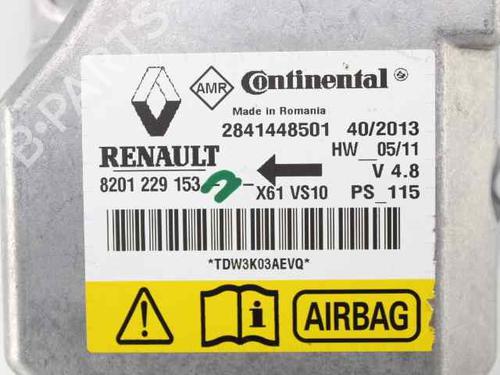 AMR Continental
Made in Romania
2841448501 40/2013
RENAULT HW_05/11
8201 229 153 - X61 VS10 V 4.8
PS_115
*TDW3K03AEVQ*
AIRBAG
B-PARTS